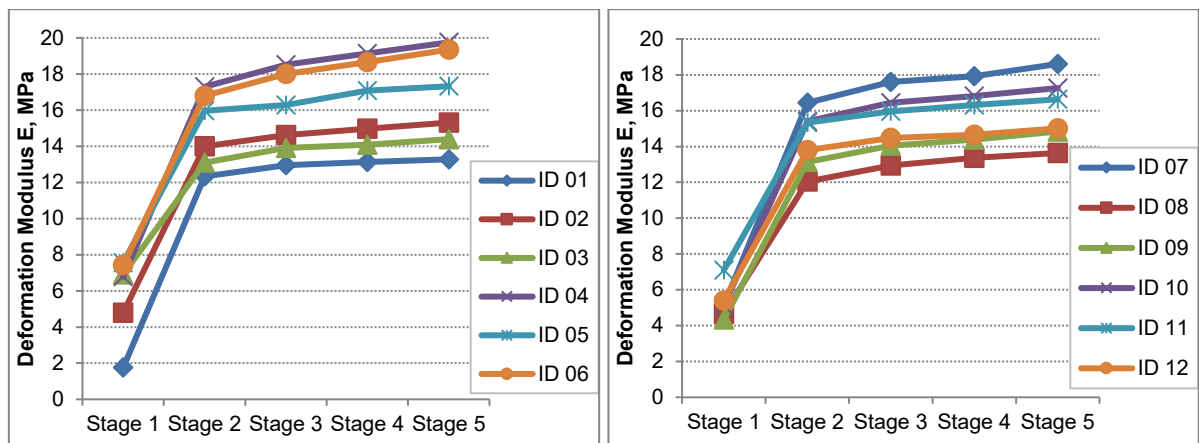 Deformation Modulus E, MPa
20
18
16
14
12
10
8
6
4
2
0
Stage 1 Stage 2 Stage 3 Stage 4 Stage 5
ID 01
ID 02
ID 03
ID 04
ID 05
ID 06
Deformation Modulus E, MPa
20
18
16
14
12
10
8
6
4
2
0
Stage 1 Stage 2 Stage 3 Stage 4 Stage 5
ID 07
ID 08
ID 09
ID 10
ID 11
ID 12